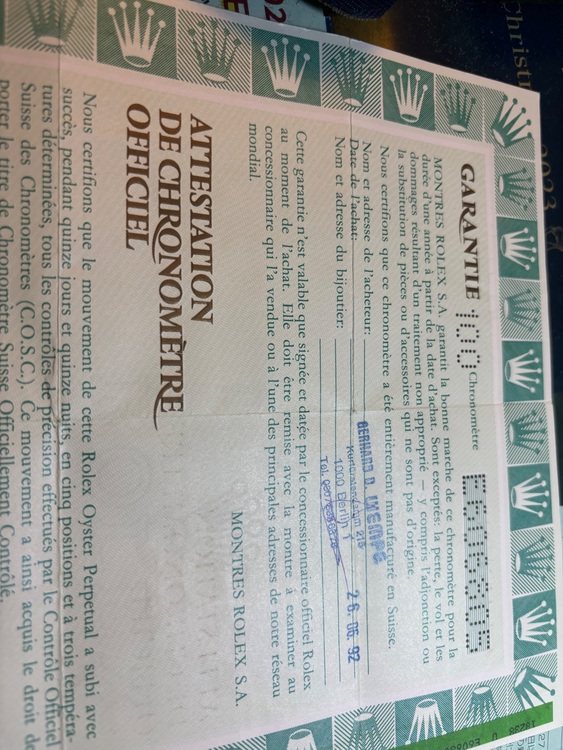 GARANTIE 100 Chronomètre
MONTRES ROLEX S.A. garantit la bonne marche de ce chronomètre pour la
durée d'une année à partir de la date d'achat. Sont exceptés: la perte, le vol et les
dommages résultant d'un traitement non approprié — y compris l'adjonction ou
la substitution de pièces ou d'accessoires qui ne sont pas d'origine.
Nous certifions que ce chronomètre a été entièrement manufacturé en Suisse.
Nom et adresse de l'acheteur:
Date de l'achat: 26. 06. 92
Nom et adresse du bijoutier:
GERHARD D. WEMPE
Kurfürstendamm 215
1000 Berlin 1
Tel.
Cette garantie n'est valable que signée et datée par le concessionnaire officiel Rolex
au moment de l'achat. Elle doit être remise avec la montre à examiner au
concessionnaire qui l'a vendue ou à l'une des principales adresses de notre réseau
mondial.
MONTRES ROLEX S.A.
ATTESTATION
DE CHRONOMÈTRE
OFFICIEL
Nous certifions que le mouvement de cette Rolex Oyster Perpetual a subi avec
succès, pendant quinze jours et quinze nuits, en cinq positions et à trois tempéra-
tures déterminées, tous les contrôles de précision effectués par le Contrôle Officiel
Suisse des Chronomètres (C.O.S.C.). Ce mouvement a ainsi acquis le droit de
porter le titre de Chronomètre Suisse Officiellement Contrôlé.
2023